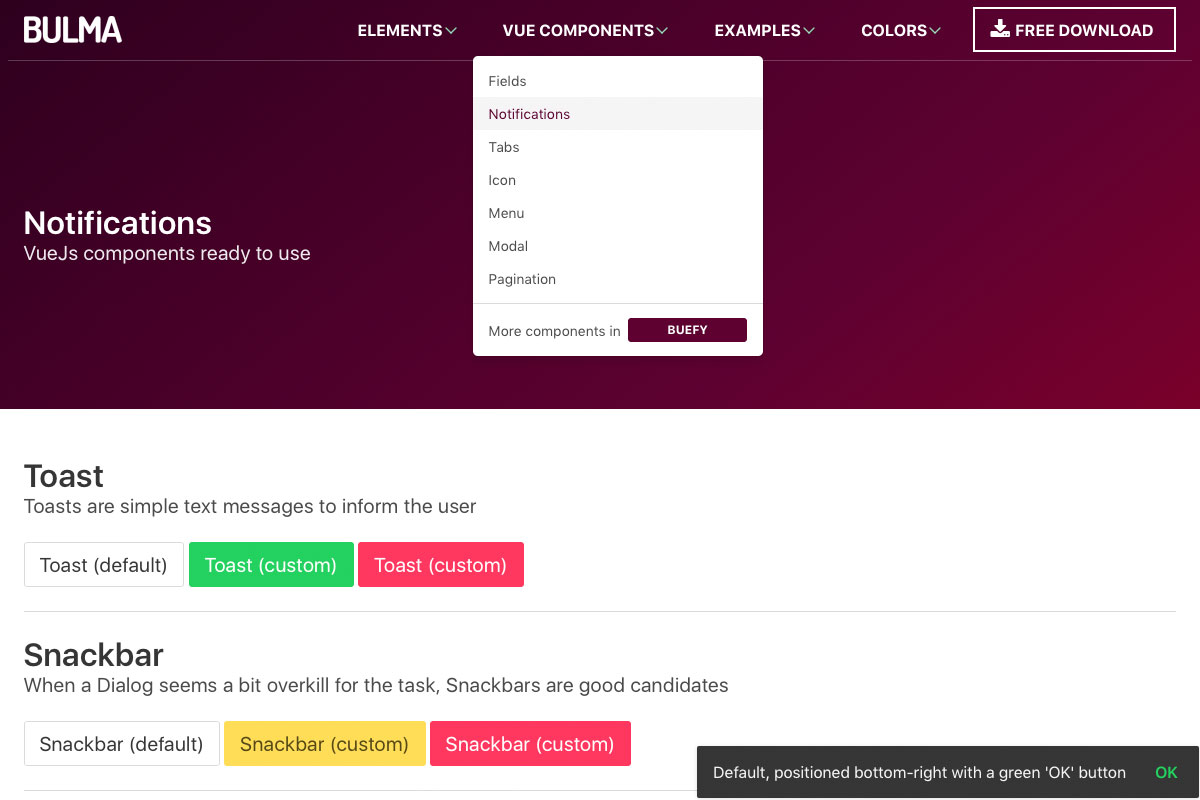 BULMA
ELEMENTS VUE COMPONENTS EXAMPLES COLORS FREE DOWNLOAD
Fields
Notifications
Tabs
Icon
Menu
Modal
Pagination
More components in BUEFY
Notifications
VueJs components ready to use
Toast
Toasts are simple text messages to inform the user
Toast (default) Toast (custom) Toast (custom)
Snackbar
When a Dialog seems a bit overkill for the task, Snackbars are good candidates
Snackbar (default) Snackbar (custom) Snackbar (custom)
Default, positioned bottom-right with a green 'OK' button OK